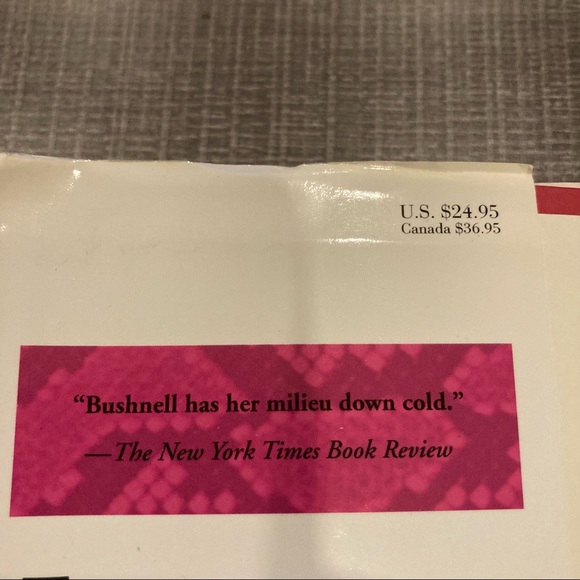 U.S. $24.95
Canada $36.95
“Bushnell has her milieu down cold.”
—The New York Times Book Review